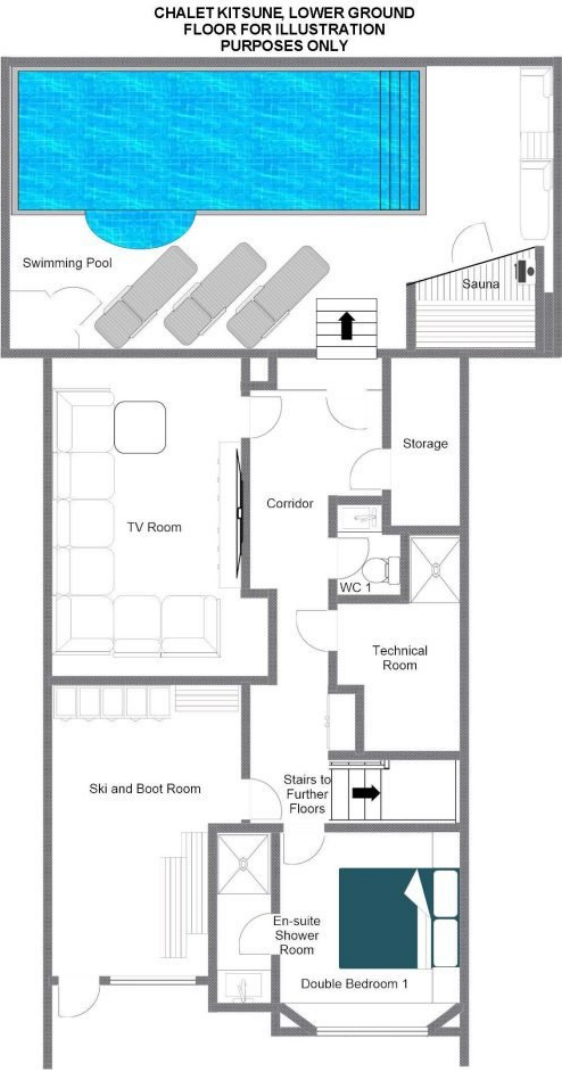 CHALET KITSUNE, LOWER GROUND
FLOOR FOR ILLUSTRATION
PURPOSES ONLY
Swimming Pool
Sauna
Storage
Corridor
TV Room
WC 1
Technical
Room
Ski and Boot Room
Stairs to
Further
Floors
En-suite
Shower
Room
Double Bedroom 1